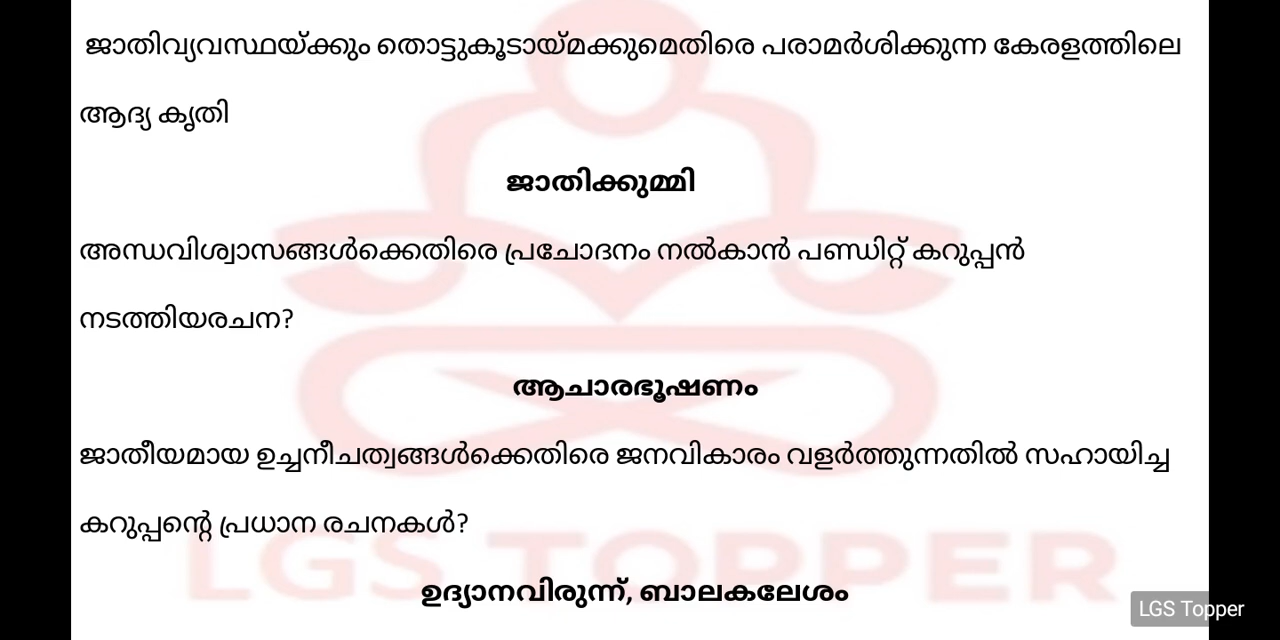 ജാതിവ്യവസ്ഥയ്ക്കും തൊട്ടുകൂടായ്മക്കുമെതിരെ പരാമർശിക്കുന്ന കേരളത്തിലെ
ആദ്യ കൃതി
ജാതിക്കുമ്മി
അന്ധവിശ്വാസങ്ങൾക്കെതിരെ പ്രചോദനം നൽകാൻ പണ്ഡിറ്റ് കറുപ്പൻ
നടത്തിയരചന?
ആചാരഭൂഷണം
ജാതീയമായ ഉച്ചനീചത്വങ്ങൾക്കെതിരെ ജനവികാരം വളർത്തുന്നതിൽ സഹായിച്ച
കറുപ്പന്റെ പ്രധാന രചനകൾ?
LGS TOPPER
ഉദ്യാനവിരുന്ന്, ബാലകലേശം
LGS Topper